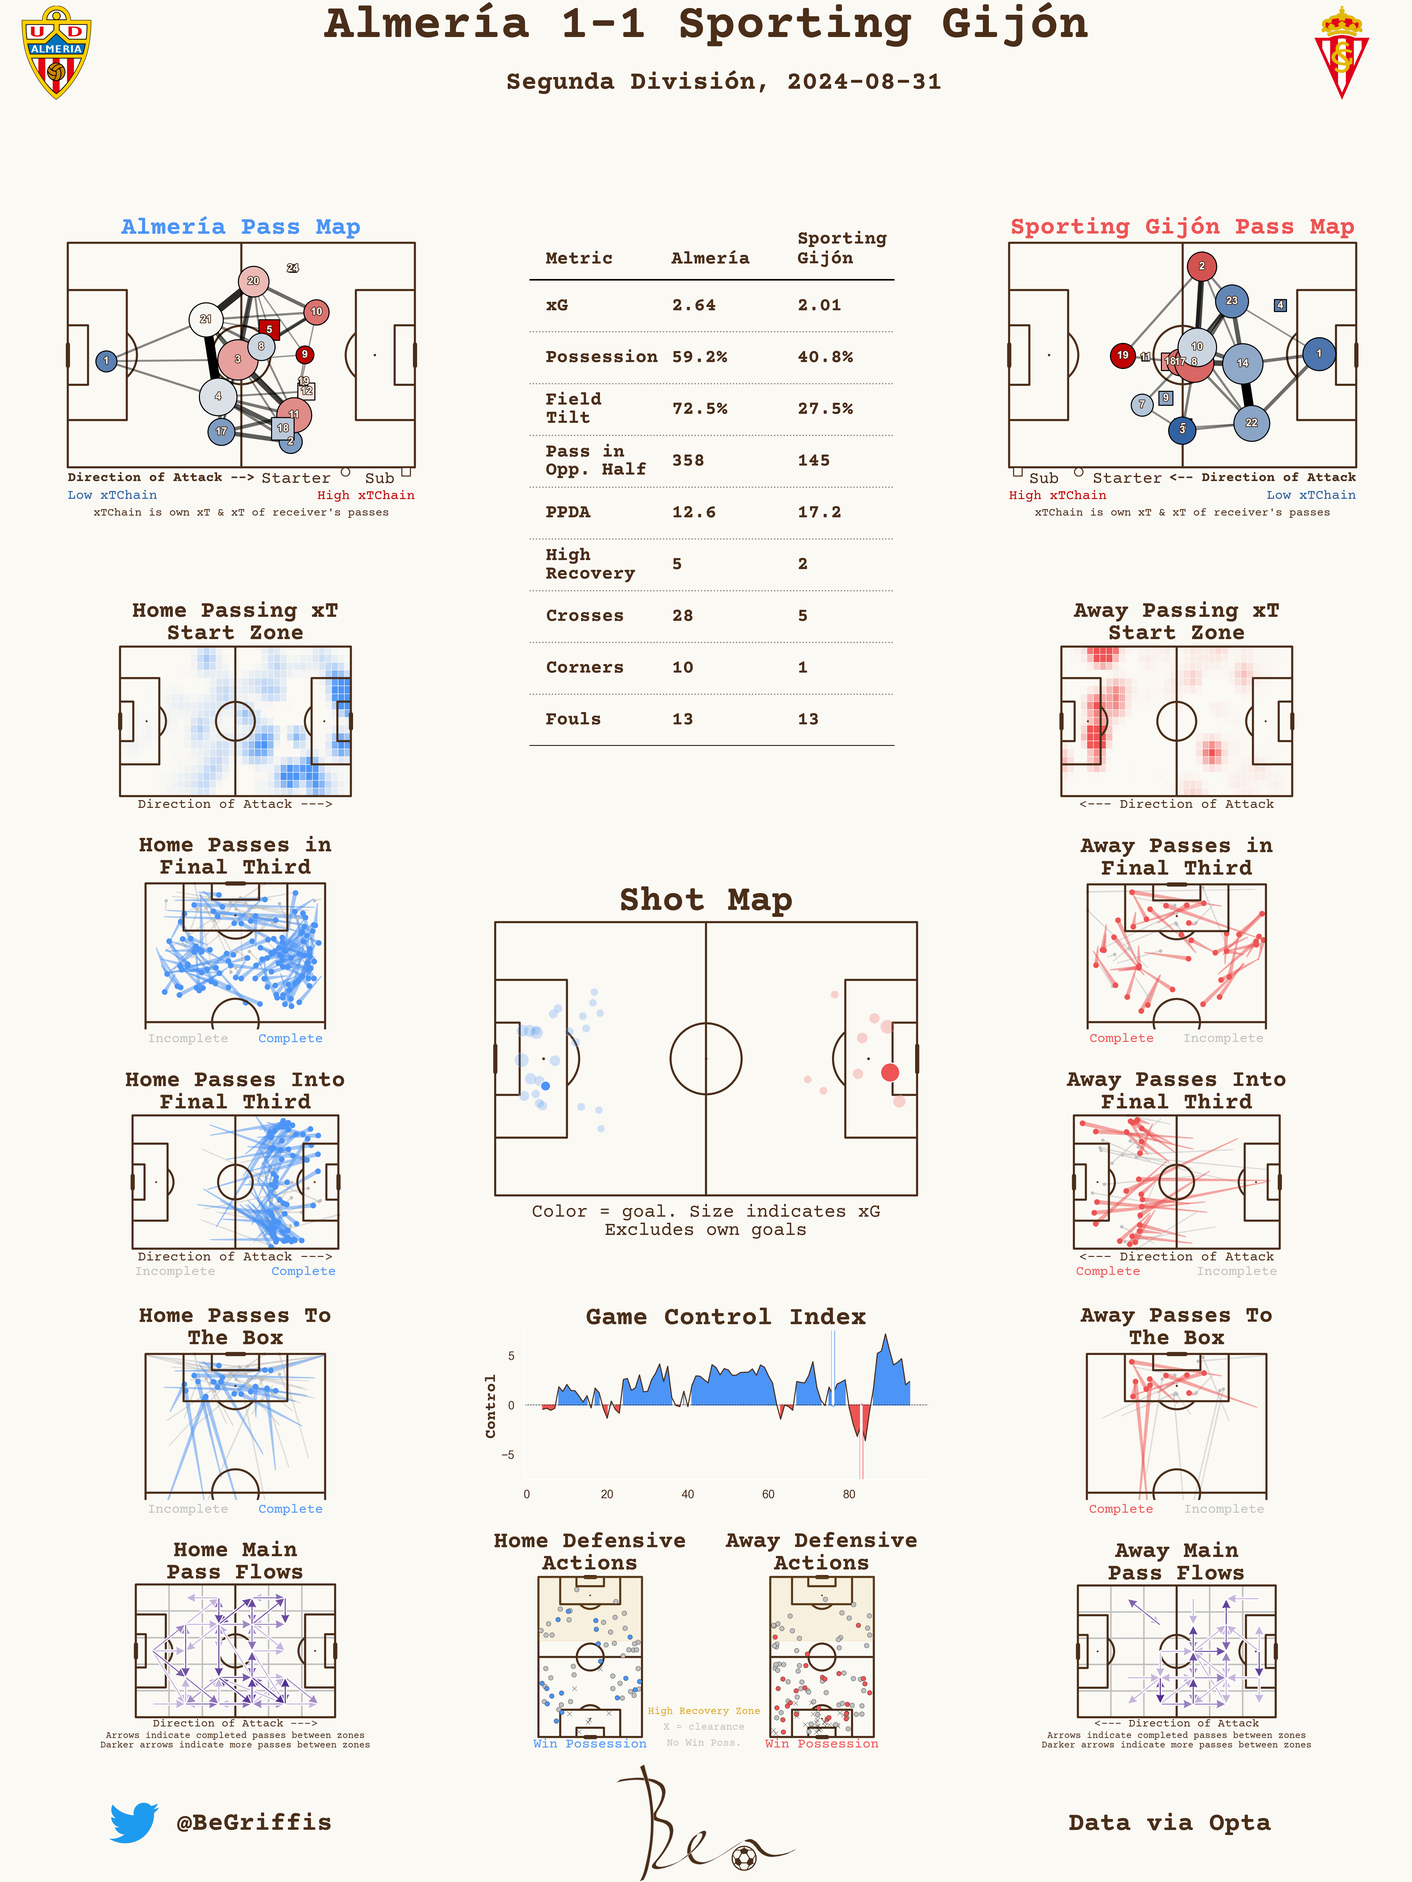 Almería 1-1 Sporting Gijón
Segunda División, 2024-08-31
U D
ALMERIA
Almería Pass Map
24
20
10
21
5
8
9
1
3
19
12
4
11
18
17
2
Direction of Attack --> Starter Sub
Low xTChain High xTChain
xTChain is own xT & xT of receiver's passes
Metric Almería Sporting Gijón
xG 2.64 2.01
Possession 59.2% 40.8%
Field Tilt 72.5% 27.5%
Pass in Opp. Half 358 145
PPDA 12.6 17.2
High Recovery 5 2
Crosses 28 5
Corners 10 1
Fouls 13 13
Sporting Gijón Pass Map
2
23
4
10
19
11
18
17
8
14
1
7
9
3
22
Sub Starter <-- Direction of Attack
High xTChain Low xTChain
xTChain is own xT & xT of receiver's passes
Home Passing xT
Start Zone
Direction of Attack --->
Away Passing xT
Start Zone
<--- Direction of Attack
Home Passes in
Final Third
Incomplete Complete
Away Passes in
Final Third
Complete Incomplete
Shot Map
Color = goal. Size indicates xG
Excludes own goals
Home Passes Into
Final Third
Direction of Attack --->
Incomplete Complete
Away Passes Into
Final Third
<--- Direction of Attack
Complete Incomplete
Home Passes To
The Box
Incomplete Complete
Game Control Index
Control
5
0
−5
0 20 40 60 80
Away Passes To
The Box
Complete Incomplete
Home Main
Pass Flows
Direction of Attack --->
Arrows indicate completed passes between zones
Darker arrows indicate more passes between zones
Home Defensive
Actions
Win Possession
Away Defensive
Actions
Win Possession
High Recovery Zone
X = clearance
No Win Poss.
Away Main
Pass Flows
<--- Direction of Attack
Arrows indicate completed passes between zones
Darker arrows indicate more passes between zones
@BeGriffis
Data via Opta